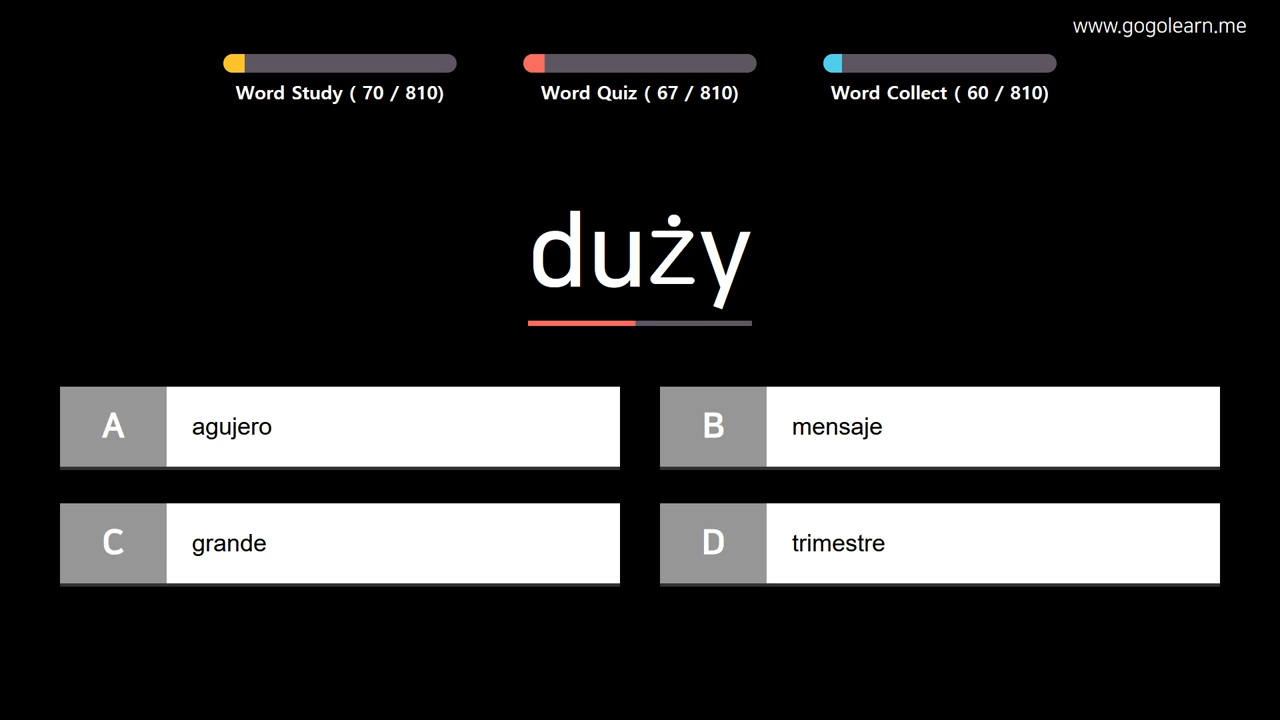 www.gogolearn.me
Word Study ( 70 / 810)
Word Quiz ( 67 / 810)
Word Collect ( 60 / 810)
duży
A agujero
B mensaje
C grande
D trimestre